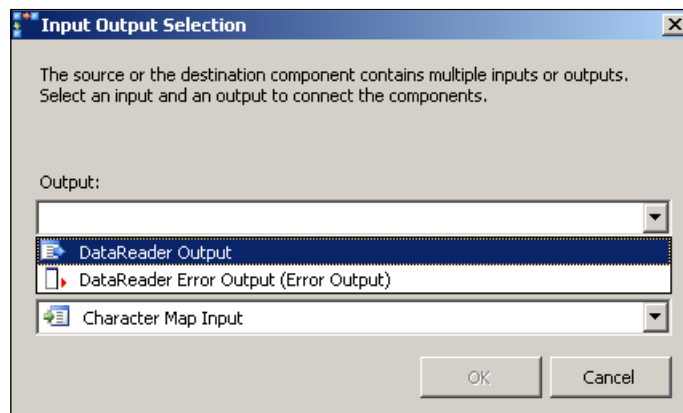 Input Output Selection
The source or the destination component contains multiple inputs or outputs.
Select an input and an output to connect the components.
Output:
DataReader Output
DataReader Error Output (Error Output)
Character Map Input
OK
Cancel